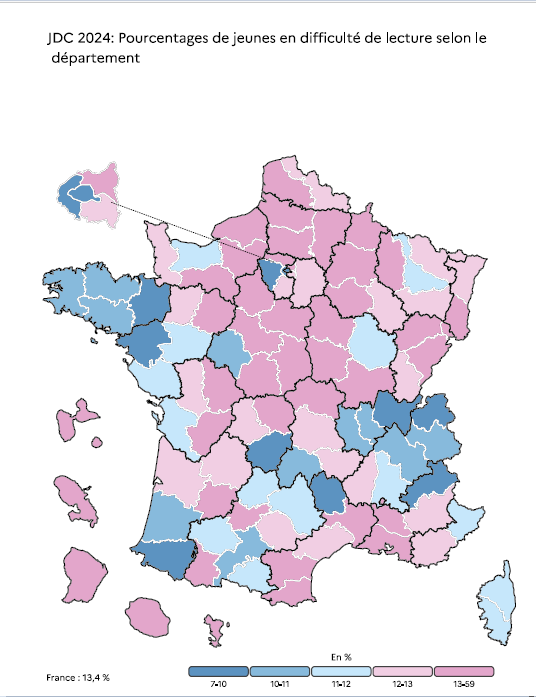 JDC 2024: Pourcentages de jeunes en difficulté de lecture selon le
département
En %
France : 13,4 %
7-10 10-11 11-12 12-13 13-59